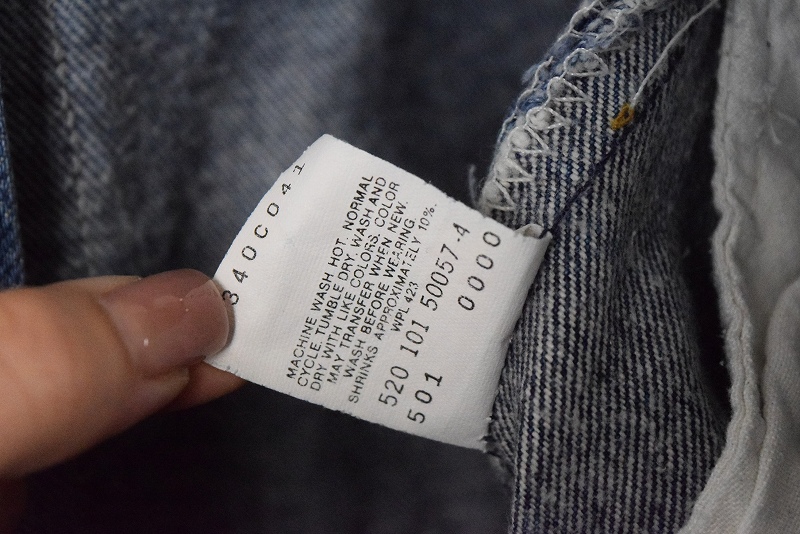 340C041
MACHINE WASH HOT. NORMAL
CYCLE. TUMBLE DRY. WASH AND
DRY WITH LIKE COLORS. COLOR
MAY TRANSFER WHEN NEW.
WASH BEFORE WEARING.
SHRINKS APPROXIMATELY 10%.
WPL 423
520 101 50057-4
501 0000